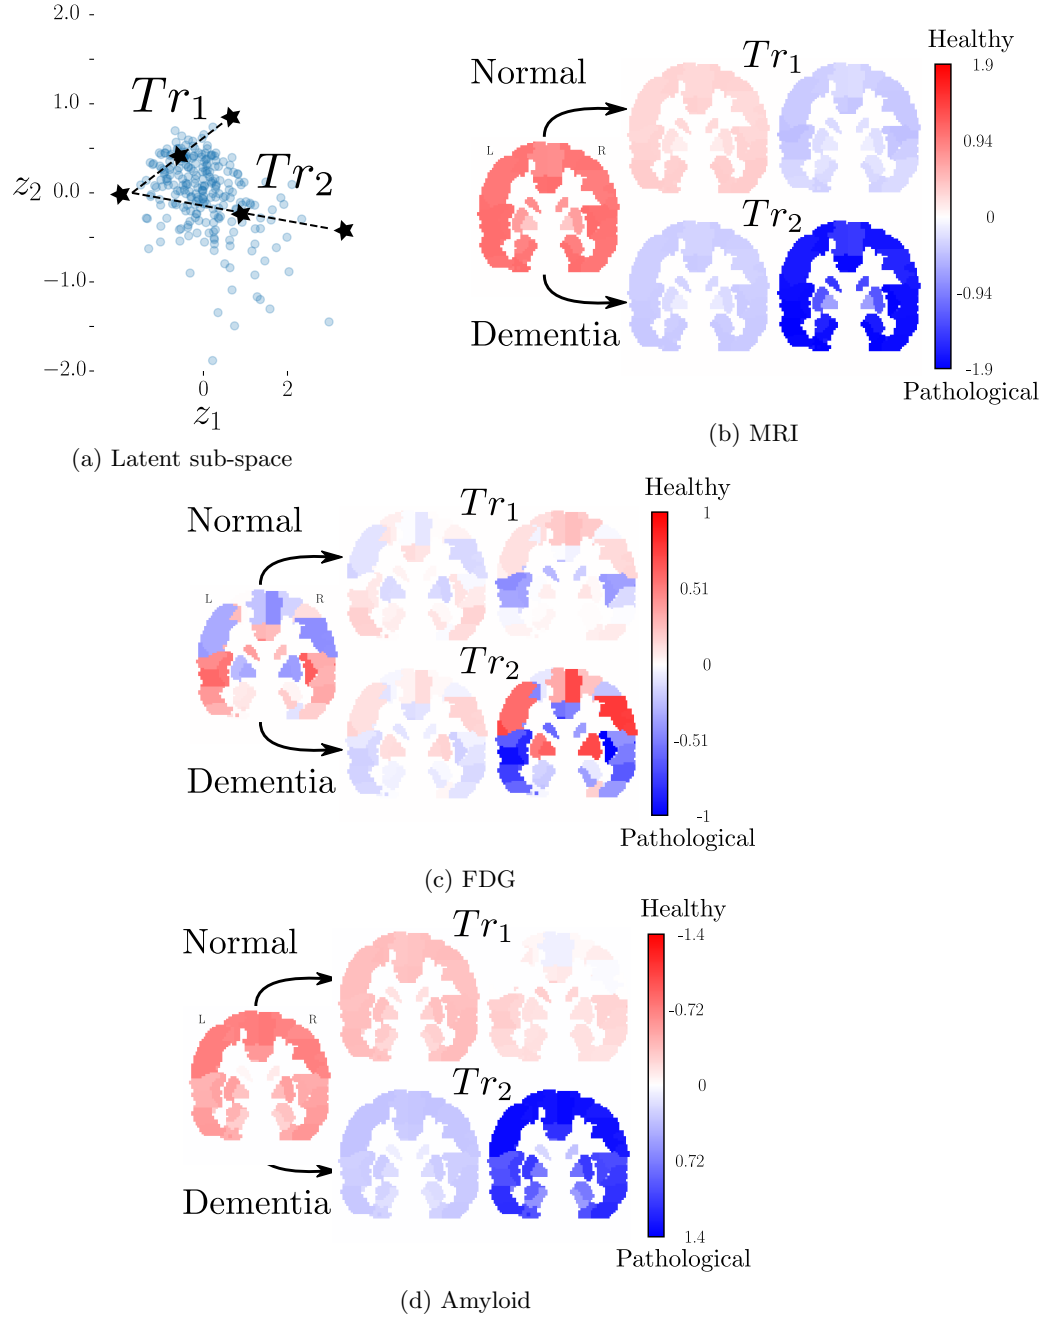 2.0
1.0
0.0
−1.0
−2.0
z2
0
2
z1
Tr1
Tr2
(a) Latent sub-space
Normal
Dementia
L
R
Tr1
Tr2
Healthy
1.9
0.94
0
-0.94
-1.9
Pathological
(b) MRI
Normal
Dementia
L
R
Tr1
Tr2
Healthy
1
0.51
0
-0.51
-1
Pathological
(c) FDG
Normal
Dementia
L
R
Tr1
Tr2
Healthy
-1.4
-0.72
0
0.72
1.4
Pathological
(d) Amyloid